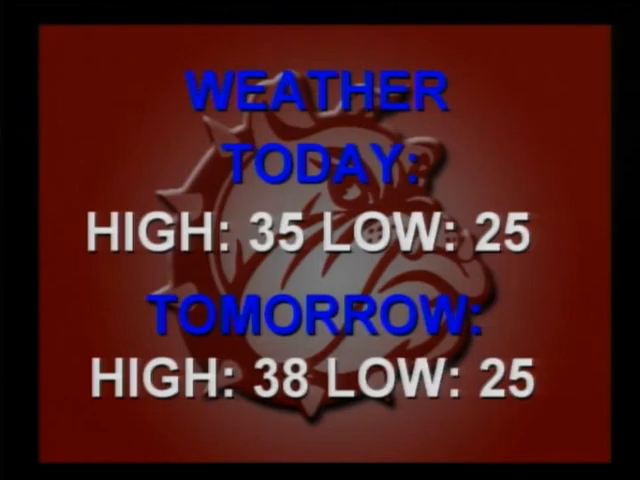 WEATHER
TODAY:
HIGH: 35 LOW: 25
TOMORROW:
HIGH: 38 LOW: 25